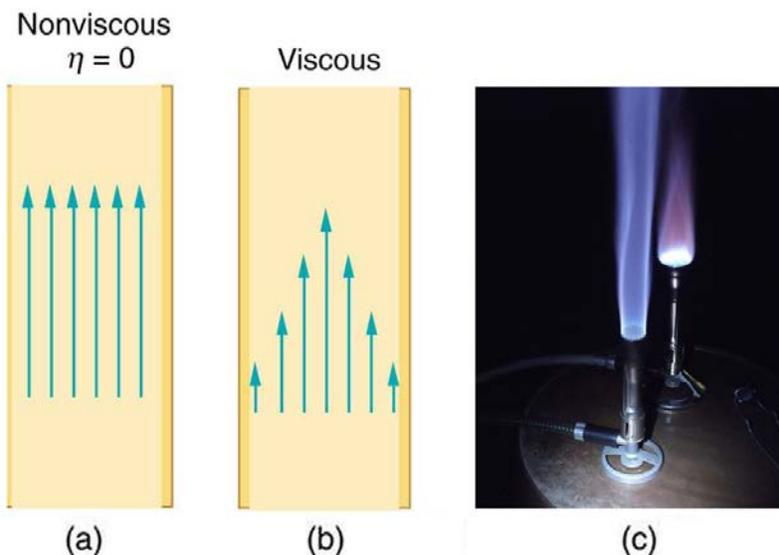 Nonviscous
η = 0
Viscous
(a)
(b)
(c)